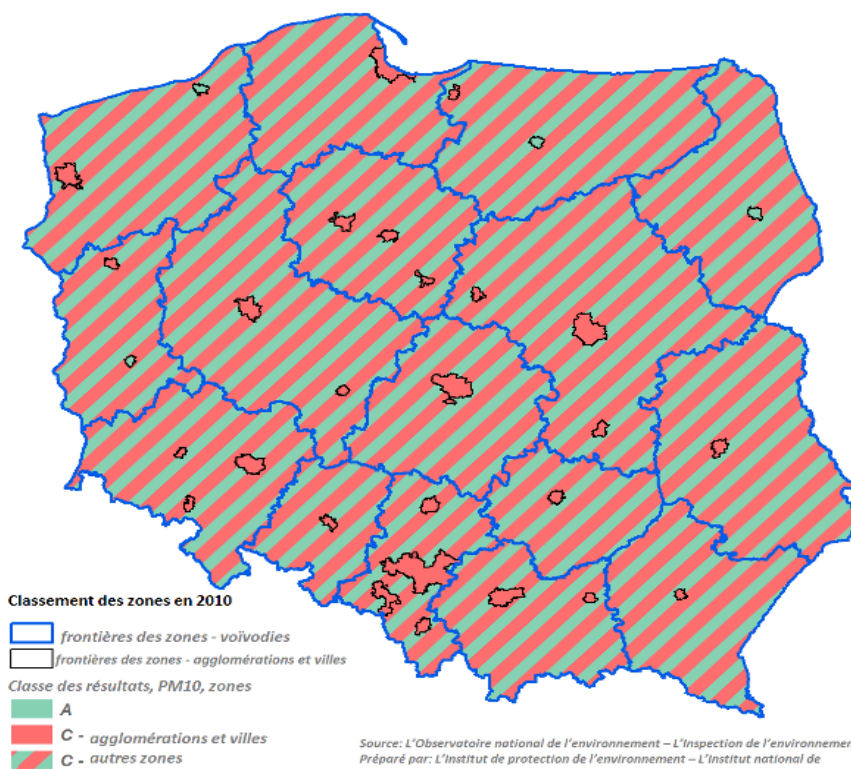 Classement des zones en 2010
frontières des zones - voïvodies
frontières des zones - agglomérations et villes
Classe des résultats, PM10, zones
A
C - agglomérations et villes
C - autres zones
Source: L'Observatoire national de l'environnement – L'Inspection de l'environnemen
Préparé par: L'Institut de protection de l'environnement – L'Institut national de